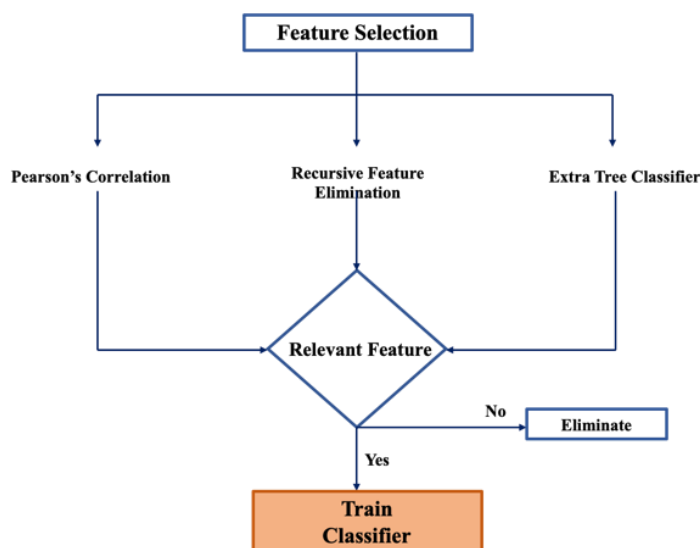 Feature Selection
Pearson's Correlation
Recursive Feature
Elimination
Extra Tree Classifier
Relevant Feature
No
Eliminate
Yes
Train
Classifier